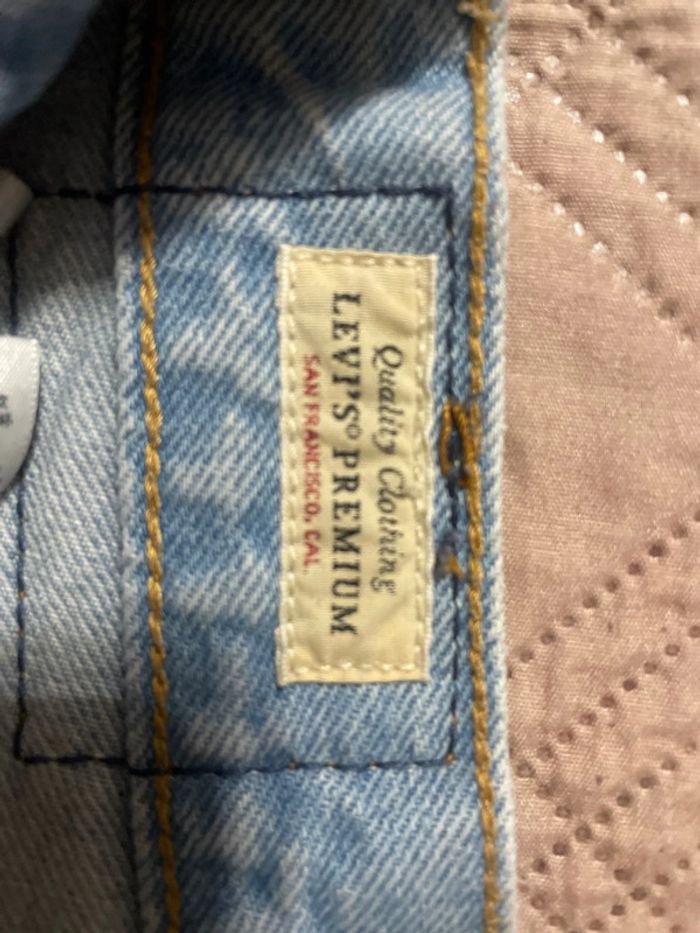 Quality Clothing
LEVI'S® PREMIUM
SAN FRANCISCO, CAL.